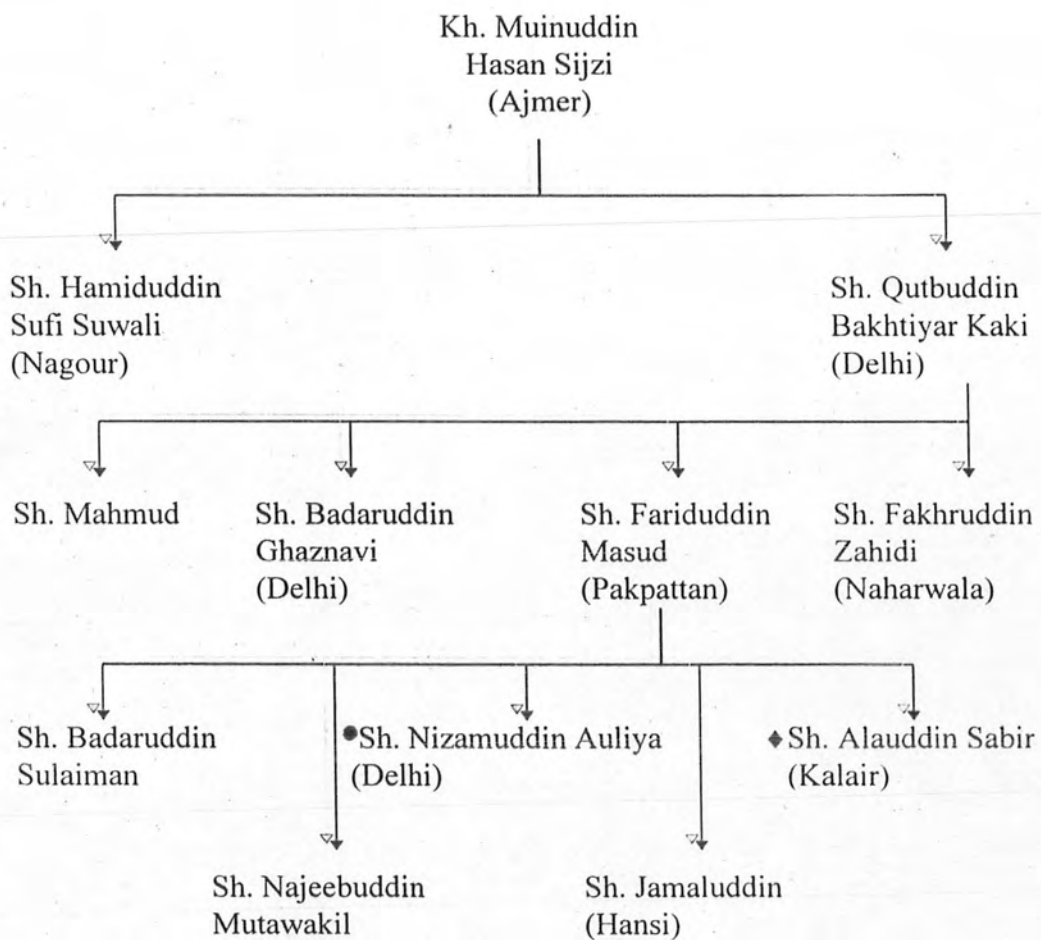 Kh. Muinuddin
Hasan Sijzi
(Ajmer)
Sh. Hamiduddin
Sufi Suwali
(Nagour)
Sh. Qutbuddin
Bakhtiyar Kaki
(Delhi)
Sh. Mahmud
Sh. Badaruddin
Ghaznavi
(Delhi)
Sh. Fariduddin
Masud
(Pakpattan)
Sh. Fakhruddin
Zahidi
(Naharwala)
Sh. Badaruddin
Sulaiman
●Sh. Nizamuddin Auliya
(Delhi)
♦Sh. Alauddin Sabir
(Kalair)
Sh. Najeebuddin
Mutawakil
Sh. Jamaluddin
(Hansi)